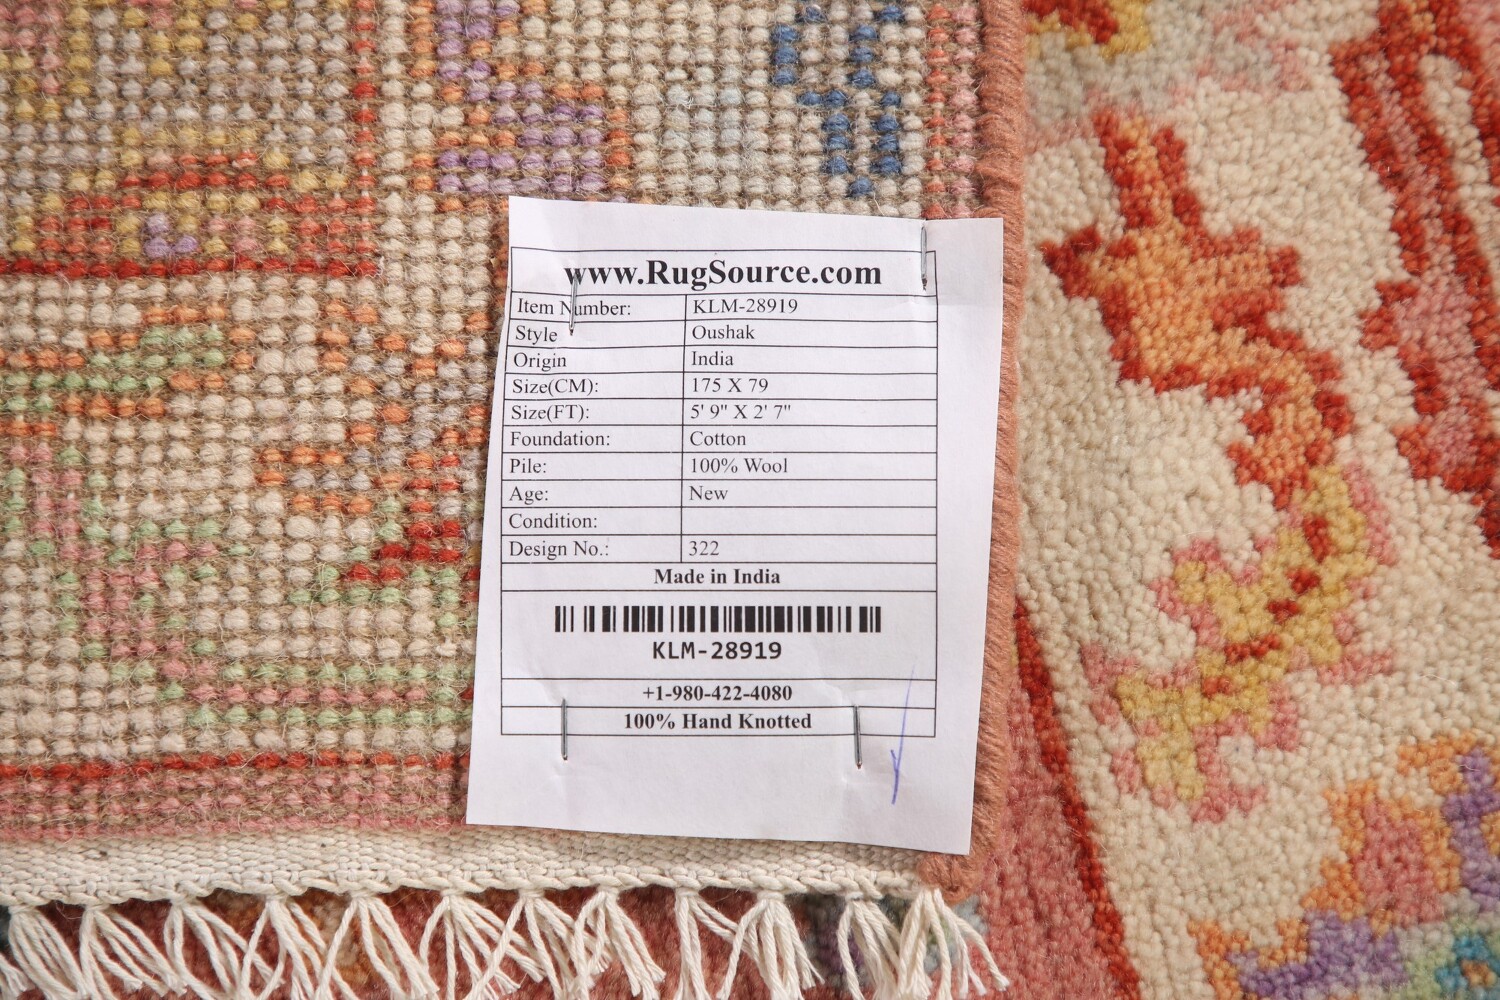 www.RugSource.com
Item Number: KLM-28919
Style Oushak
Origin India
Size(CM): 175 X 79
Size(FT): 5' 9" X 2' 7"
Foundation: Cotton
Pile: 100% Wool
Age: New
Condition:
Design No.: 322
Made in India
KLM-28919
+1-980-422-4080
100% Hand Knotted